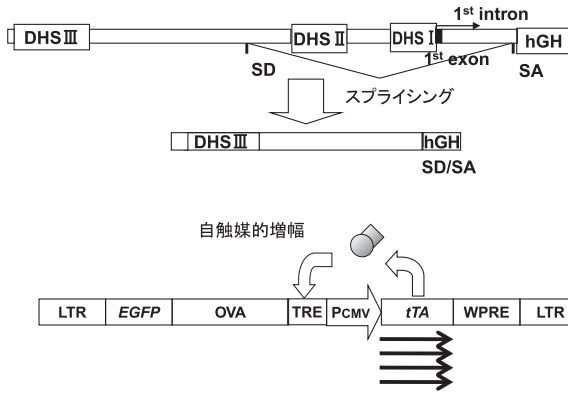 1st intron
DHSⅢ
DHSⅡ
DHSⅠ
hGH
1st exon
SD
SA
スプライシング
DHSⅢ
hGH
SD/SA
自触媒的増幅
LTR
EGFP
OVA
TRE
PCMV
tTA
WPRE
LTR